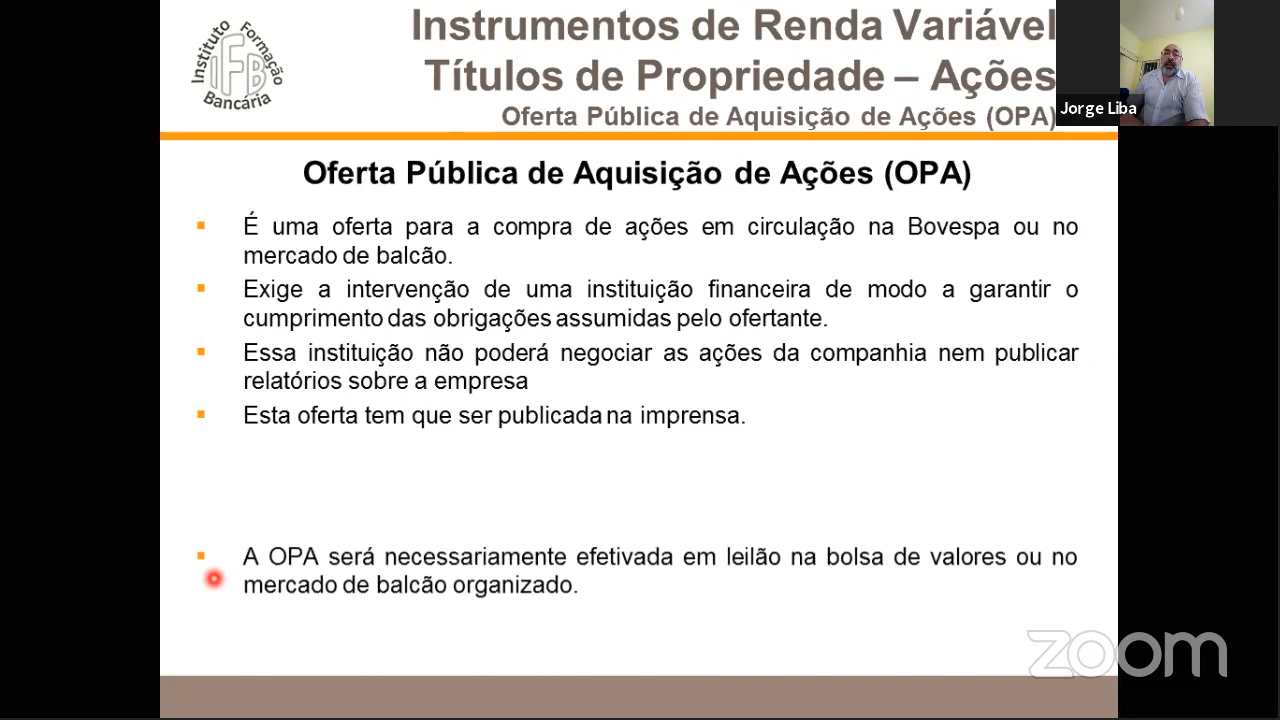 Instituto Formação
IFB
Bancária
Instrumentos de Renda Variável
Títulos de Propriedade – Ações
Oferta Pública de Aquisição de Ações (OPA)
Jorge Liba
Oferta Pública de Aquisição de Ações (OPA)
É uma oferta para a compra de ações em circulação na Bovespa ou no
mercado de balcão.
Exige a intervenção de uma instituição financeira de modo a garantir o
cumprimento das obrigações assumidas pelo ofertante.
Essa instituição não poderá negociar as ações da companhia nem publicar
relatórios sobre a empresa
Esta oferta tem que ser publicada na imprensa.
A OPA será necessariamente efetivada em leilão na bolsa de valores ou no
mercado de balcão organizado.
zoom